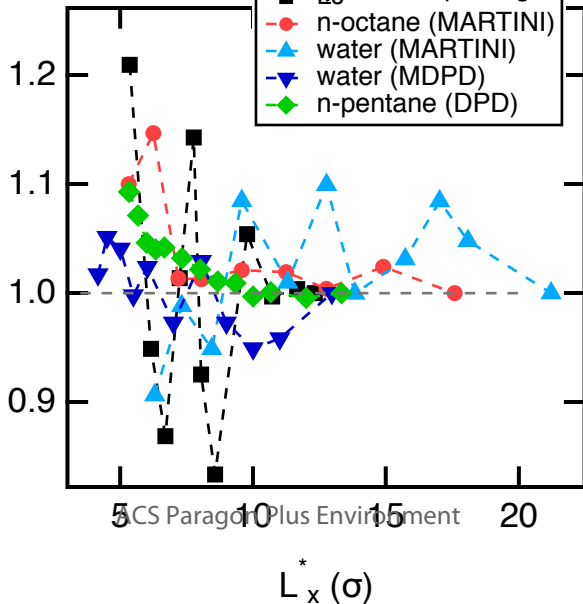 n-octane (MARTINI)
water (MARTINI)
water (MDPD)
n-pentane (DPD)
1.2
1.1
1.0
0.9
5 10 15 20
ACS Paragon Plus Environment
L*x (σ)